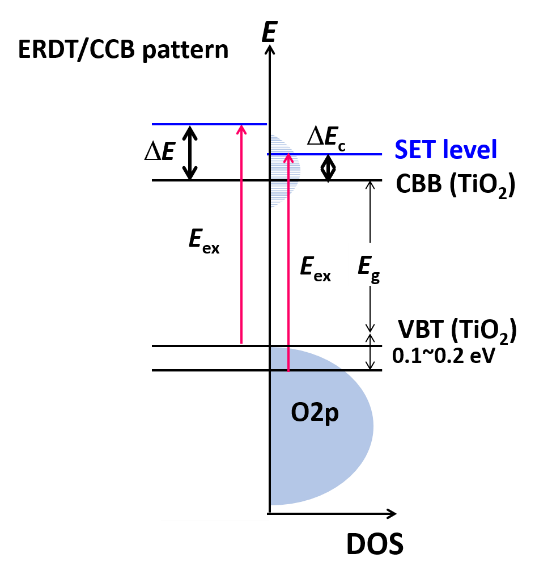 E
ERDT/CCB pattern
ΔE
ΔEc
SET level
CBB (TiO2)
Eex
Eex
Eg
VBT (TiO2)
0.1~0.2 eV
O2p
DOS